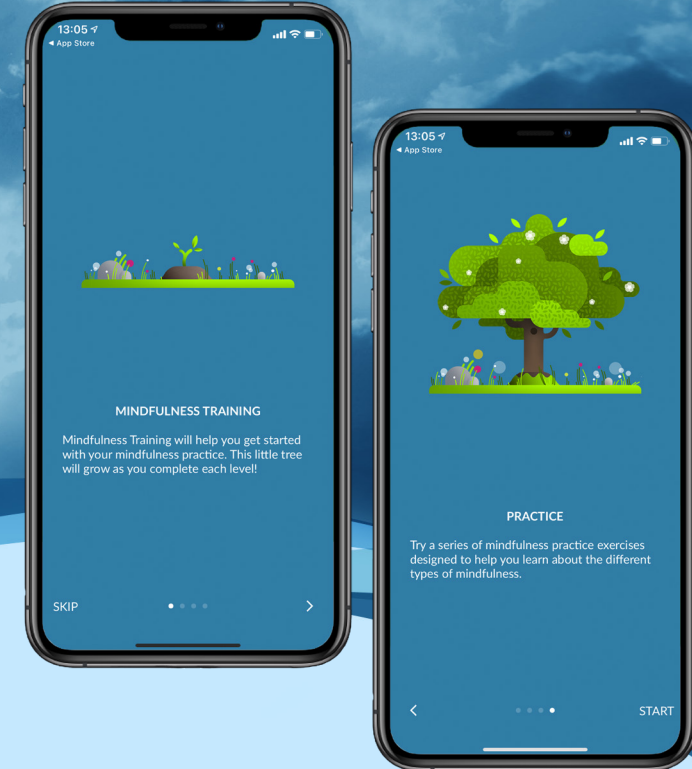 13:05
◀ App Store
MINDFULNESS TRAINING
Mindfulness Training will help you get started
with your mindfulness practice. This little tree
will grow as you complete each level!
SKIP
13:05
◀ App Store
PRACTICE
Try a series of mindfulness practice exercises
designed to help you learn about the different
types of mindfulness.
START